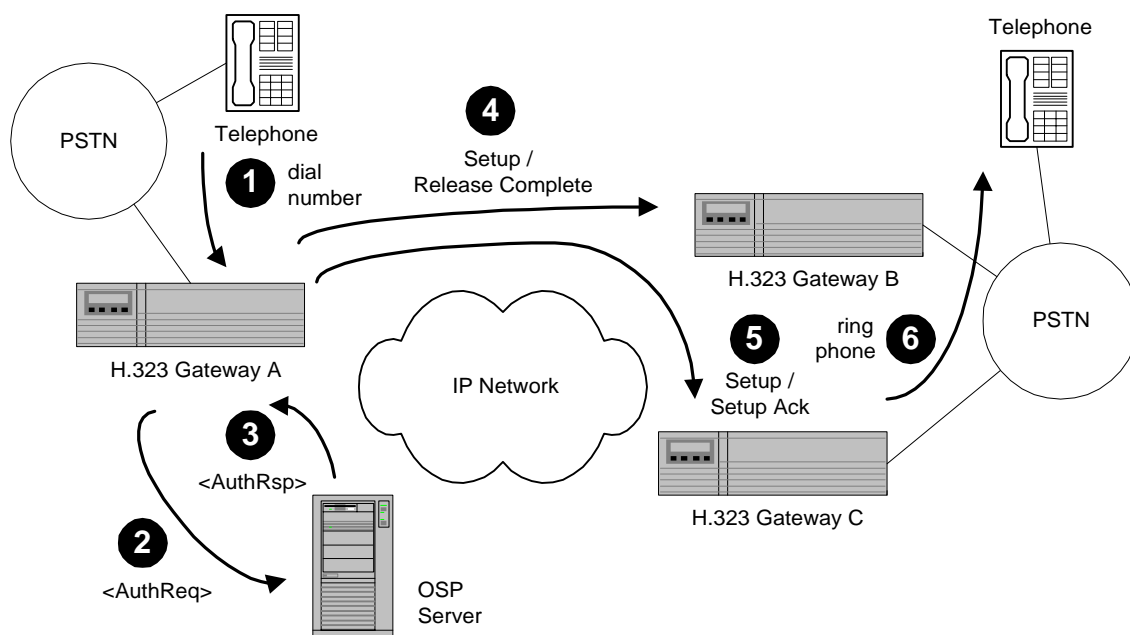 Telephone
PSTN
Telephone
1
dial
number
4
Setup /
Release Complete
H.323 Gateway B
PSTN
H.323 Gateway A
IP Network
5
Setup /
Setup Ack
ring
phone
6
H.323 Gateway C
3
<AuthRsp>
2
<AuthReq>
OSP
Server